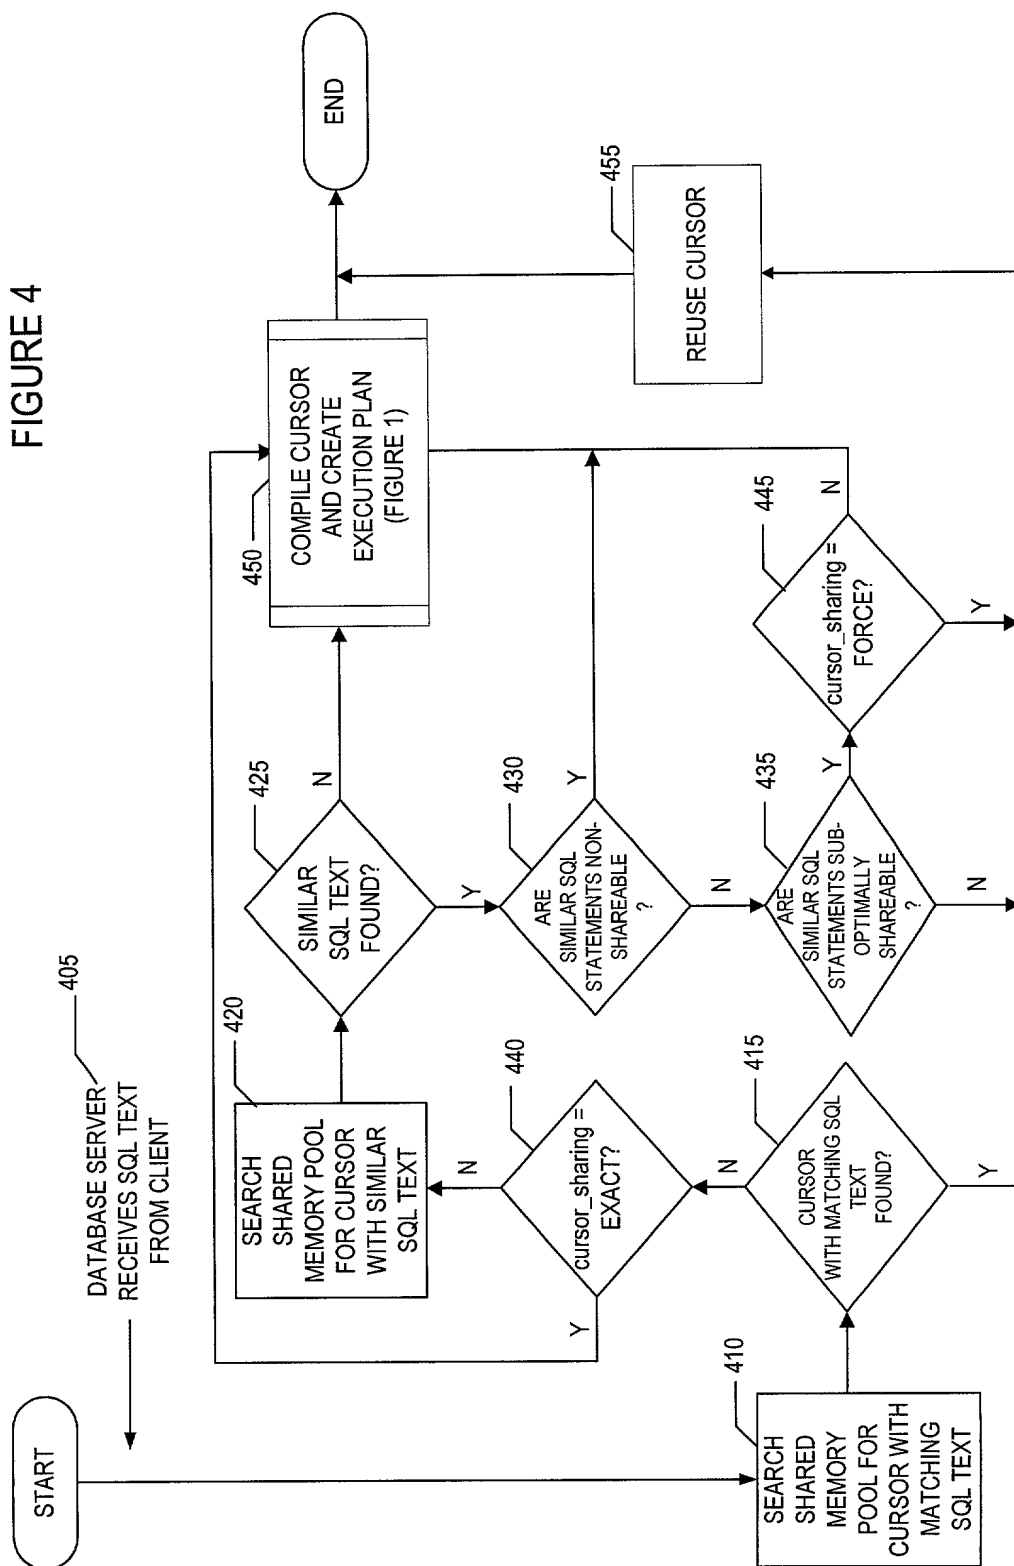 FIGURE 4
START
405
DATABASE SERVER
RECEIVES SQL TEXT
FROM CLIENT
410
SEARCH
SHARED
MEMORY
POOL FOR
CURSOR WITH
MATCHING
SQL TEXT
415
CURSOR
WITH MATCHING SQL
TEXT
FOUND?
N
Y
440
cursor_sharing =
EXACT?
Y
N
420
SEARCH
SHARED
MEMORY POOL
FOR CURSOR
WITH SIMILAR
SQL TEXT
425
SIMILAR
SQL TEXT
FOUND?
N
Y
430
ARE
SIMILAR SQL
STATEMENTS NON-
SHAREABLE
?
Y
N
435
ARE
SIMILAR SQL
STATEMENTS SUB-
OPTIMALLY
SHAREABLE
?
Y
N
445
cursor_sharing =
FORCE?
N
Y
450
COMPILE CURSOR
AND CREATE
EXECUTION PLAN
(FIGURE 1)
455
REUSE CURSOR
END